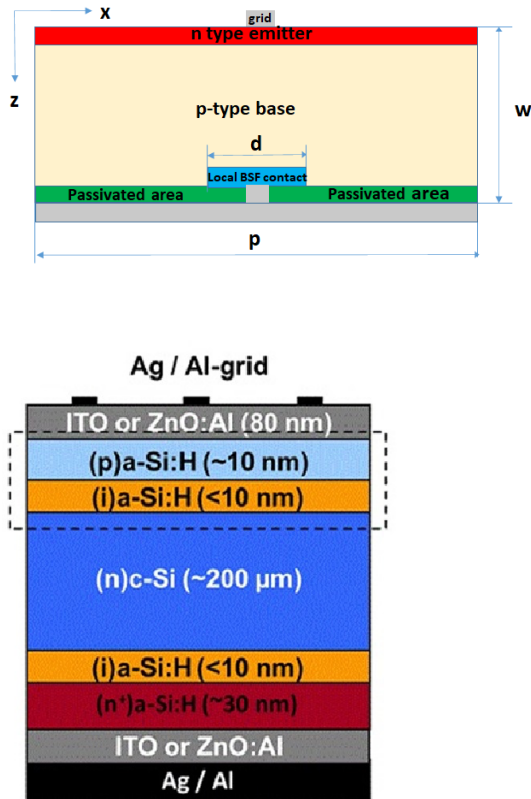 x
grid
n type emitter
z
p-type base
w
d
Local BSF contact
Passivated area
Passivated area
p
Ag / Al-grid
ITO or ZnO:Al (80 nm)
(p)a-Si:H (~10 nm)
(i)a-Si:H (<10 nm)
(n)c-Si (~200 µm)
(i)a-Si:H (<10 nm)
(n⁺)a-Si:H (~30 nm)
ITO or ZnO:Al
Ag / Al